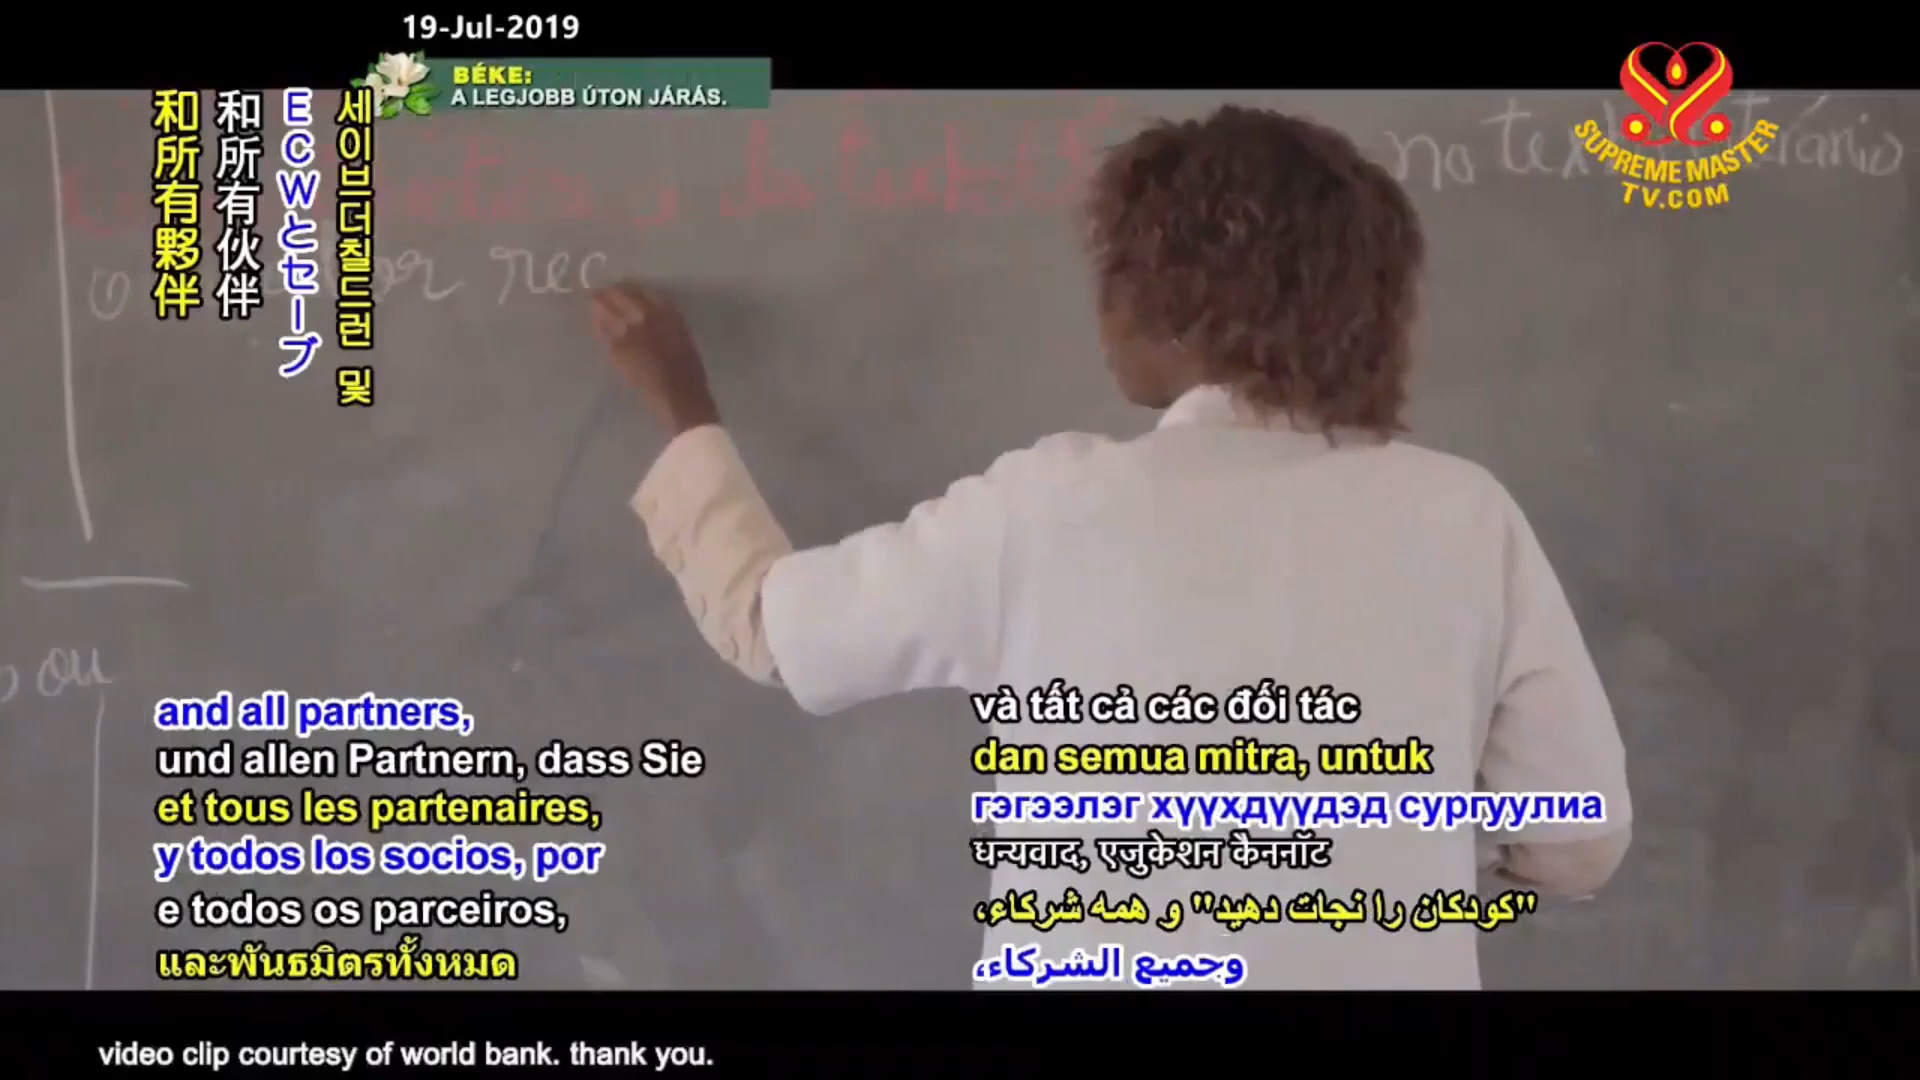 19-Jul-2019
BÉKE:
A LEGJOBB ÚTON JÁRÁS.
SUPREME MASTER
TV.COM
和所有夥伴
和所有伙伴
ECWとセーブ
세이브더칠드런 및
no
rec
ou
and all partners,
und allen Partnern, dass Sie
et tous les partenaires,
y todos los socios, por
e todos os parceiros,
และพันธมิตรทั้งหมด
và tất cả các đối tác
dan semua mitra, untuk
гэгээлэг хүүхдүүдэд сургуулиа
धन्यवाद, एजुकेशन कैननॉट
"کودکان را نجات دهید" و همه شرکاء،
وجميع الشركاء،
video clip courtesy of world bank. thank you.